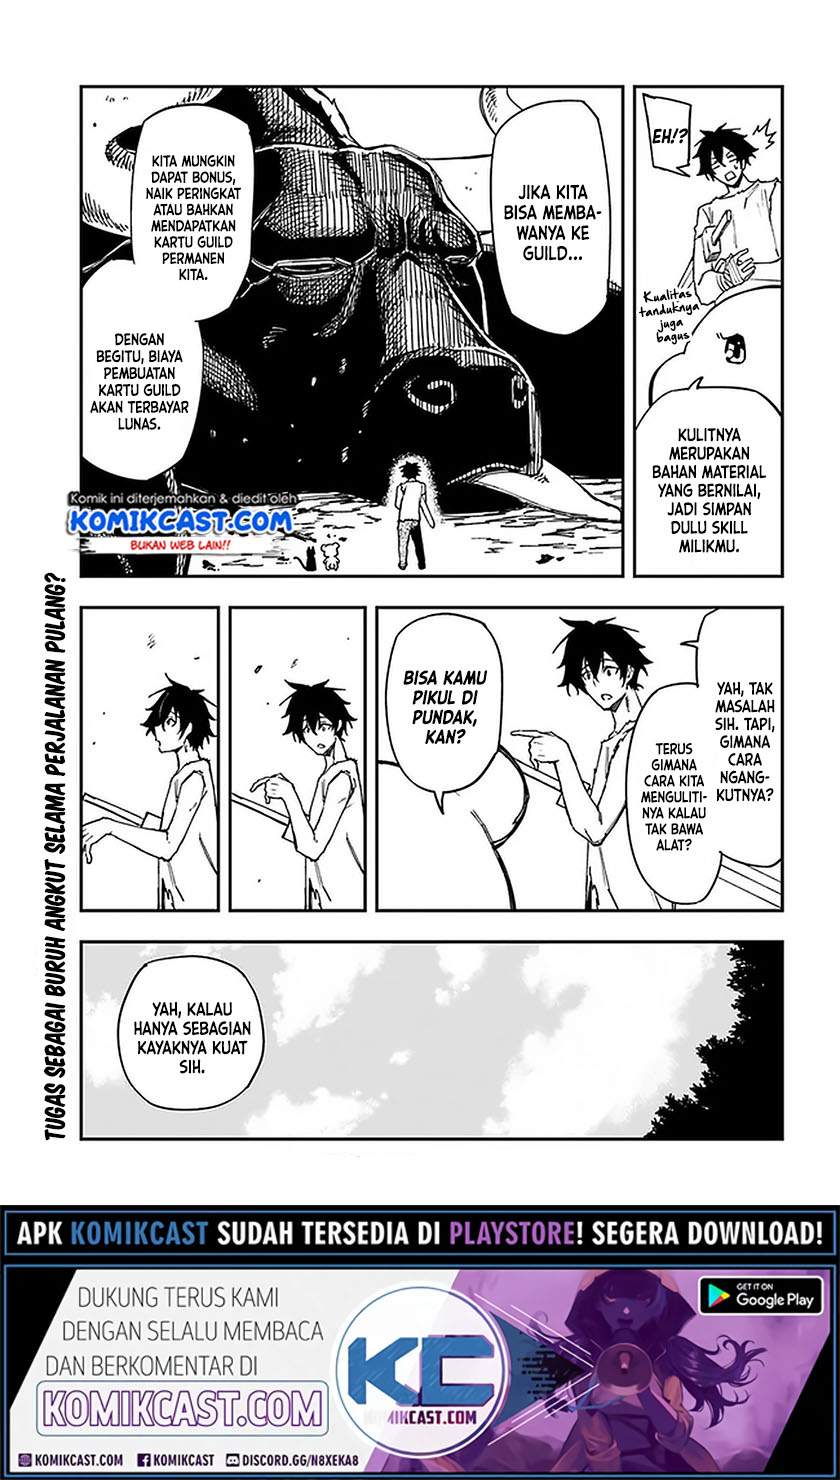 EH!?
Kualitas
tanduknya
juga
bagus
KULITNYA
MERUPAKAN
BAHAN MATERIAL
YANG BERNILAI,
JADI SIMPAN
DULU SKILL
MILIKMU.
JIKA KITA
BISA MEMBA-
WANYA KE
GUILD...
KITA MUNGKIN
DAPAT BONUS,
NAIK PERINGKAT
ATAU BAHKAN
MENDAPATKAN
KARTU GUILD
PERMANEN
KITA.
DENGAN
BEGITU, BIAYA
PEMBUATAN
KARTU GUILD
AKAN TERBAYAR
LUNAS.
Komik ini diterjemahkan & diedit oleh
KOMIKCAST.COM
BUKAN WEB LAIN!!
YAH, TAK
MASALAH
SIH. TAPI,
GIMANA
CARA
NGANG-
KUTNYA?
TERUS
GIMANA
CARA KITA
MENGULITI-
NYA KALAU
TAK BAWA
ALAT?
BISA KAMU
PIKUL DI
PUNDAK,
KAN?
YAH, KALAU
HANYA SEBAGIAN
KAYAKNYA KUAT
SIH.
TUGAS SEBAGAI BURUH ANGKUT SELAMA PERJALANAN PULANG?
APK KOMIKCAST SUDAH TERSEDIA DI PLAYSTORE! SEGERA DOWNLOAD!
DUKUNG TERUS KAMI
DENGAN SELALU MEMBACA
DAN BERKOMENTAR DI
KOMIKCAST.COM
KC
KOMIKCAST.COM
GET IT ON
Google Play
KOMIKCAST.COM KOMIKCAST DISCORD.GG/N8XEKA8